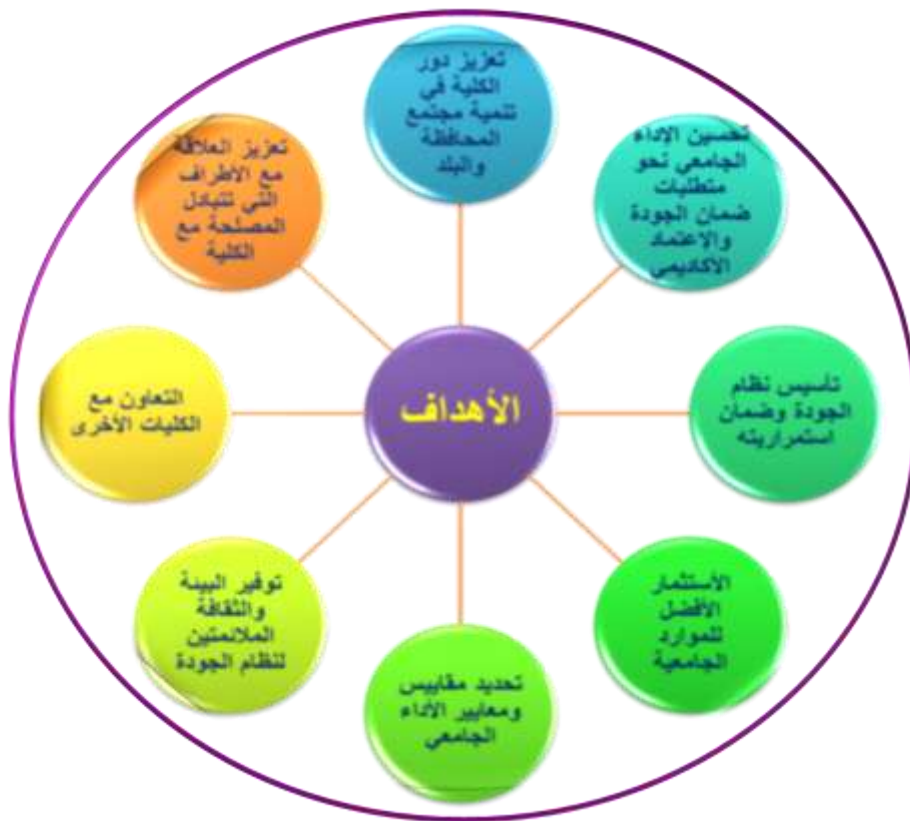 تعزيز دور
الكلية في
تنمية مجتمع
المحافظة
والبلد
تحسين الإداء
الجامعي نحو
متطلبات
ضمان الجودة
والاعتماد
الاكاديمي
تأسيس نظام
الجودة وضمان
استمراريته
الأستثمار
الأفضل
للموارد
الجامعية
تحديد مقاييس
ومعايير الأداء
الجامعي
توفير البيئة
والثقافة
الملائمتين
لنظام الجودة
التعاون مع
الكليات الأخرى
تعزيز العلاقة
مع الأطراف
التي تتبادل
المصلحة مع
الكلية
الأهداف